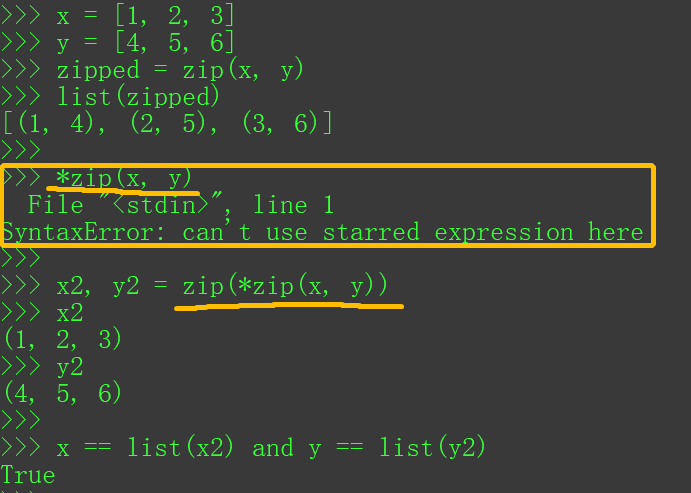 >>> x = [1, 2, 3]
>>> y = [4, 5, 6]
>>> zipped = zip(x, y)
>>> list(zipped)
[(1, 4), (2, 5), (3, 6)]
>>>
>>> *zip(x, y)
  File "<stdin>", line 1
SyntaxError: can't use starred expression here
>>>
>>> x2, y2 = zip(*zip(x, y))
>>> x2
(1, 2, 3)
>>> y2
(4, 5, 6)
>>>
>>> x == list(x2) and y == list(y2)
True